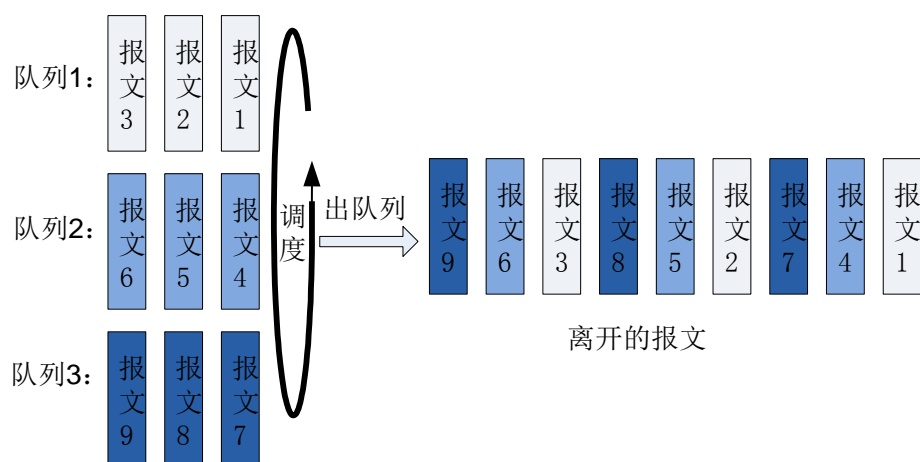 队列1：
报文3
报文2
报文1
队列2：
报文6
报文5
报文4
队列3：
报文9
报文8
报文7
调度
出队列
报文9
报文6
报文3
报文8
报文5
报文2
报文7
报文4
报文1
离开的报文